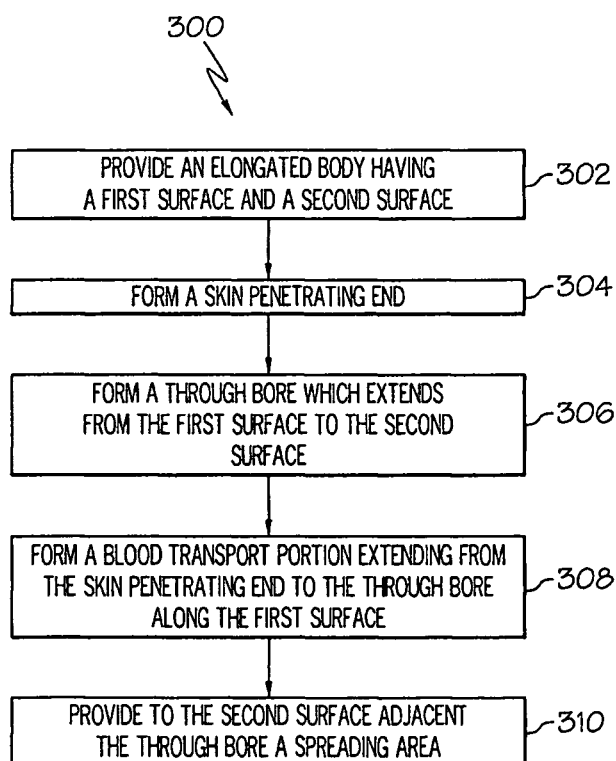 300
PROVIDE AN ELONGATED BODY HAVING
A FIRST SURFACE AND A SECOND SURFACE
302
FORM A SKIN PENETRATING END
304
FORM A THROUGH BORE WHICH EXTENDS
FROM THE FIRST SURFACE TO THE SECOND
SURFACE
306
FORM A BLOOD TRANSPORT PORTION EXTENDING FROM
THE SKIN PENETRATING END TO THE THROUGH BORE
ALONG THE FIRST SURFACE
308
PROVIDE TO THE SECOND SURFACE ADJACENT
THE THROUGH BORE A SPREADING AREA
310